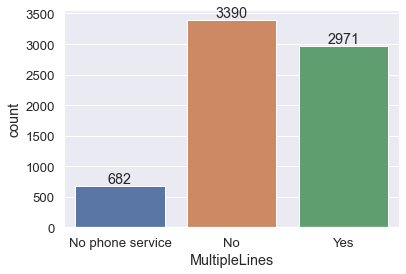 3500
3000
2500
2000
1500
1000
500
0
count
682
3390
2971
No phone service
No
Yes
MultipleLines